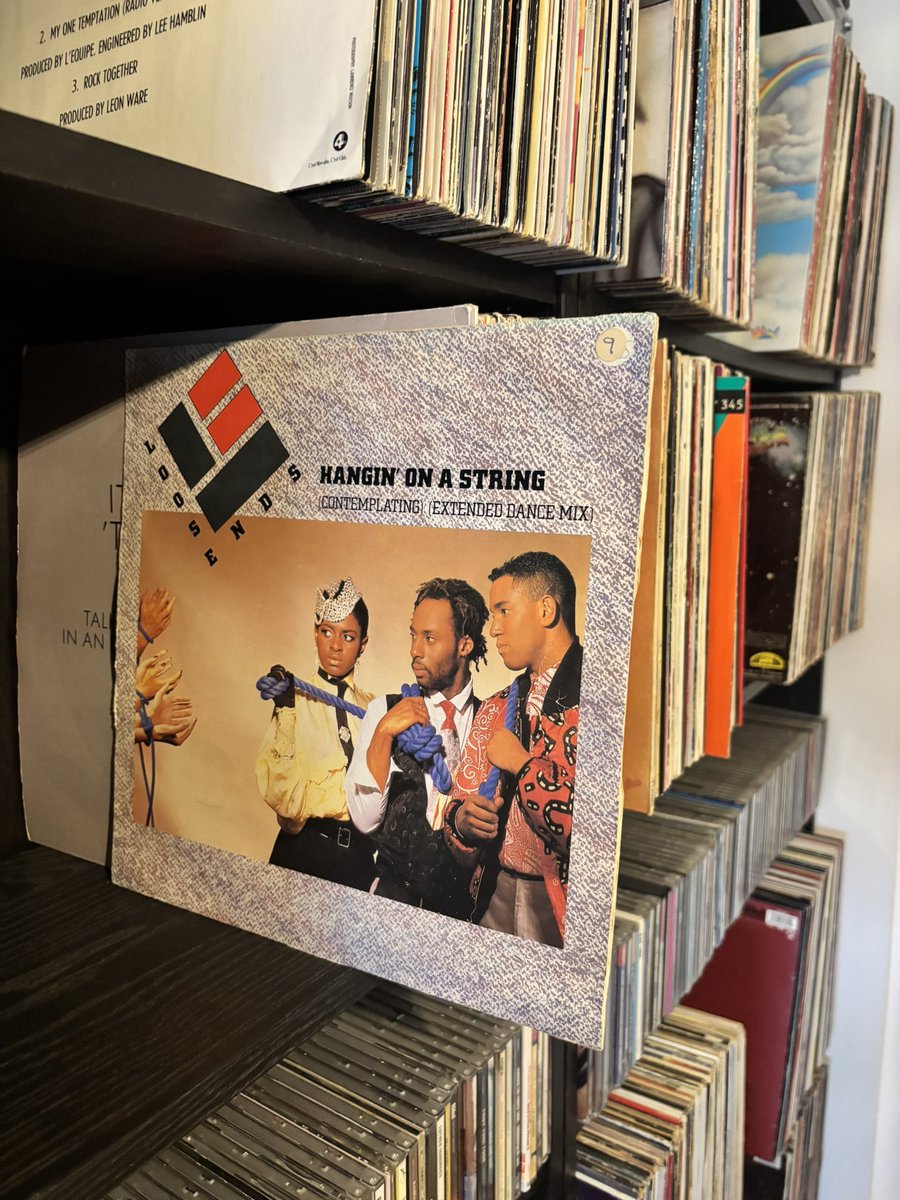 2. MY ONE TEMPTATION (RADIO
PRODUCED BY L'EQUIPE. ENGINEERED BY LEE HAMBLIN
3. ROCK TOGETHER
PRODUCED BY LEON WARE
4
9
LOOSE ENDS
HANGIN' ON A STRING
(CONTEMPLATING) (EXTENDED DANCE MIX)
345
IN AN